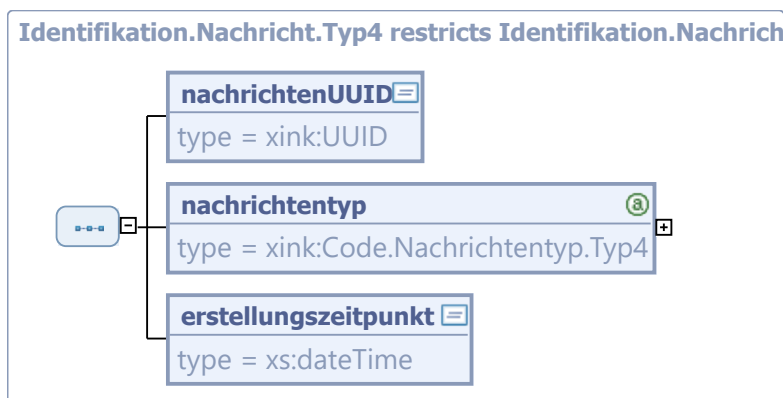 Identifikation.Nachricht.Typ4 restricts Identifikation.Nachrich
nachrichtenUUID
type = xink:UUID
nachrichtentyp
type = xink:Code.Nachrichtentyp.Typ4
erstellungszeitpunkt
type = xs:dateTime